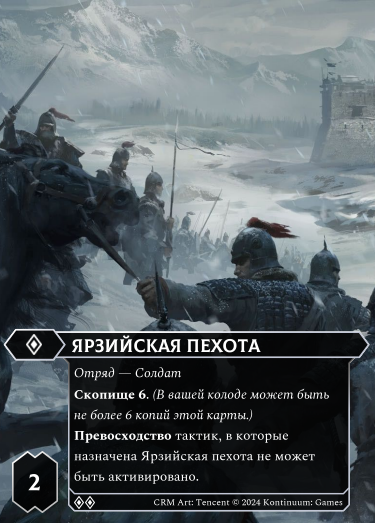 ЯРЗИЙСКАЯ ПЕХОТА
Отряд — Солдат
Скопище 6. (В вашей колоде может быть
не более 6 копий этой карты.)
Превосходство тактик, в которые
назначена Ярзийская пехота не может
быть активировано.
2
CRM Art: Tencent © 2024 Kontinuum: Games